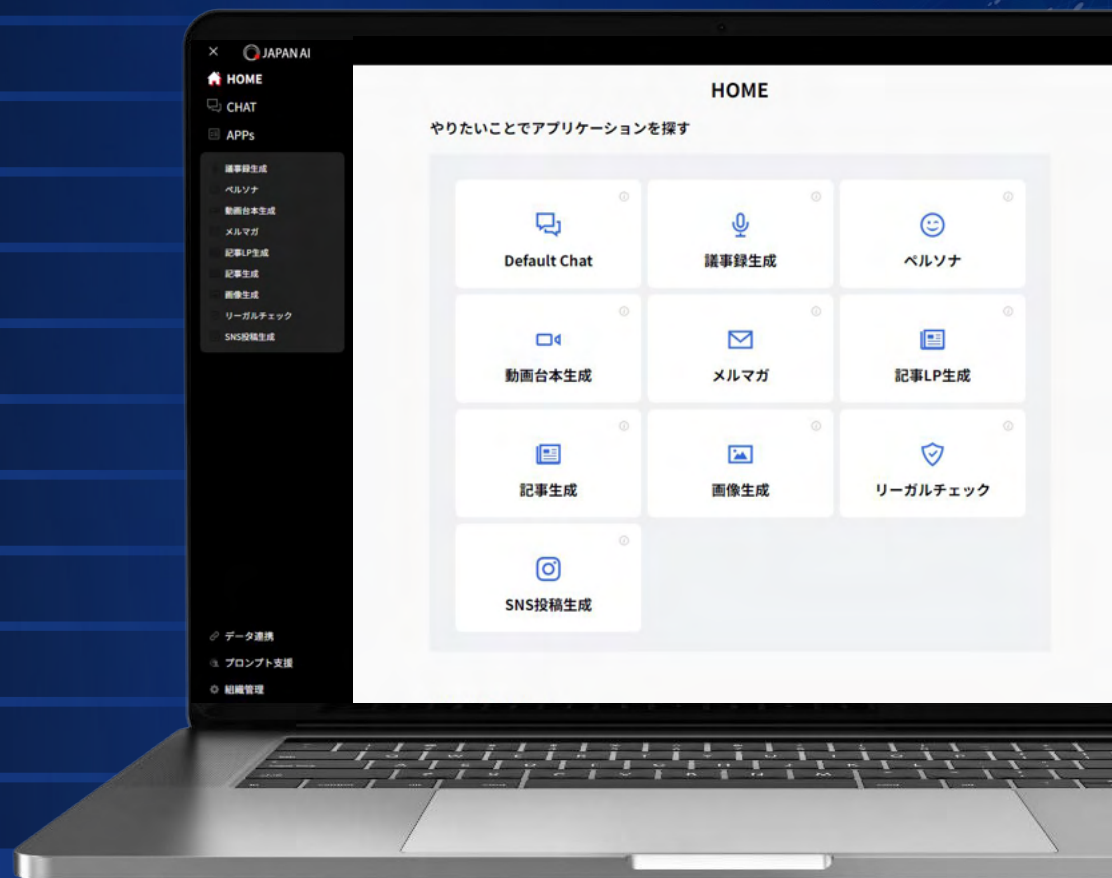 JAPAN AI
HOME
CHAT
APPs
議事録生成
ペルソナ
動画台本生成
メルマガ
記事LP生成
記事生成
画像生成
リーガルチェック
SNS投稿生成
データ連携
プロンプト支援
組織管理
HOME
やりたいことでアプリケーションを探す
Default Chat
議事録生成
ペルソナ
動画台本生成
メルマガ
記事LP生成
記事生成
画像生成
リーガルチェック
SNS投稿生成